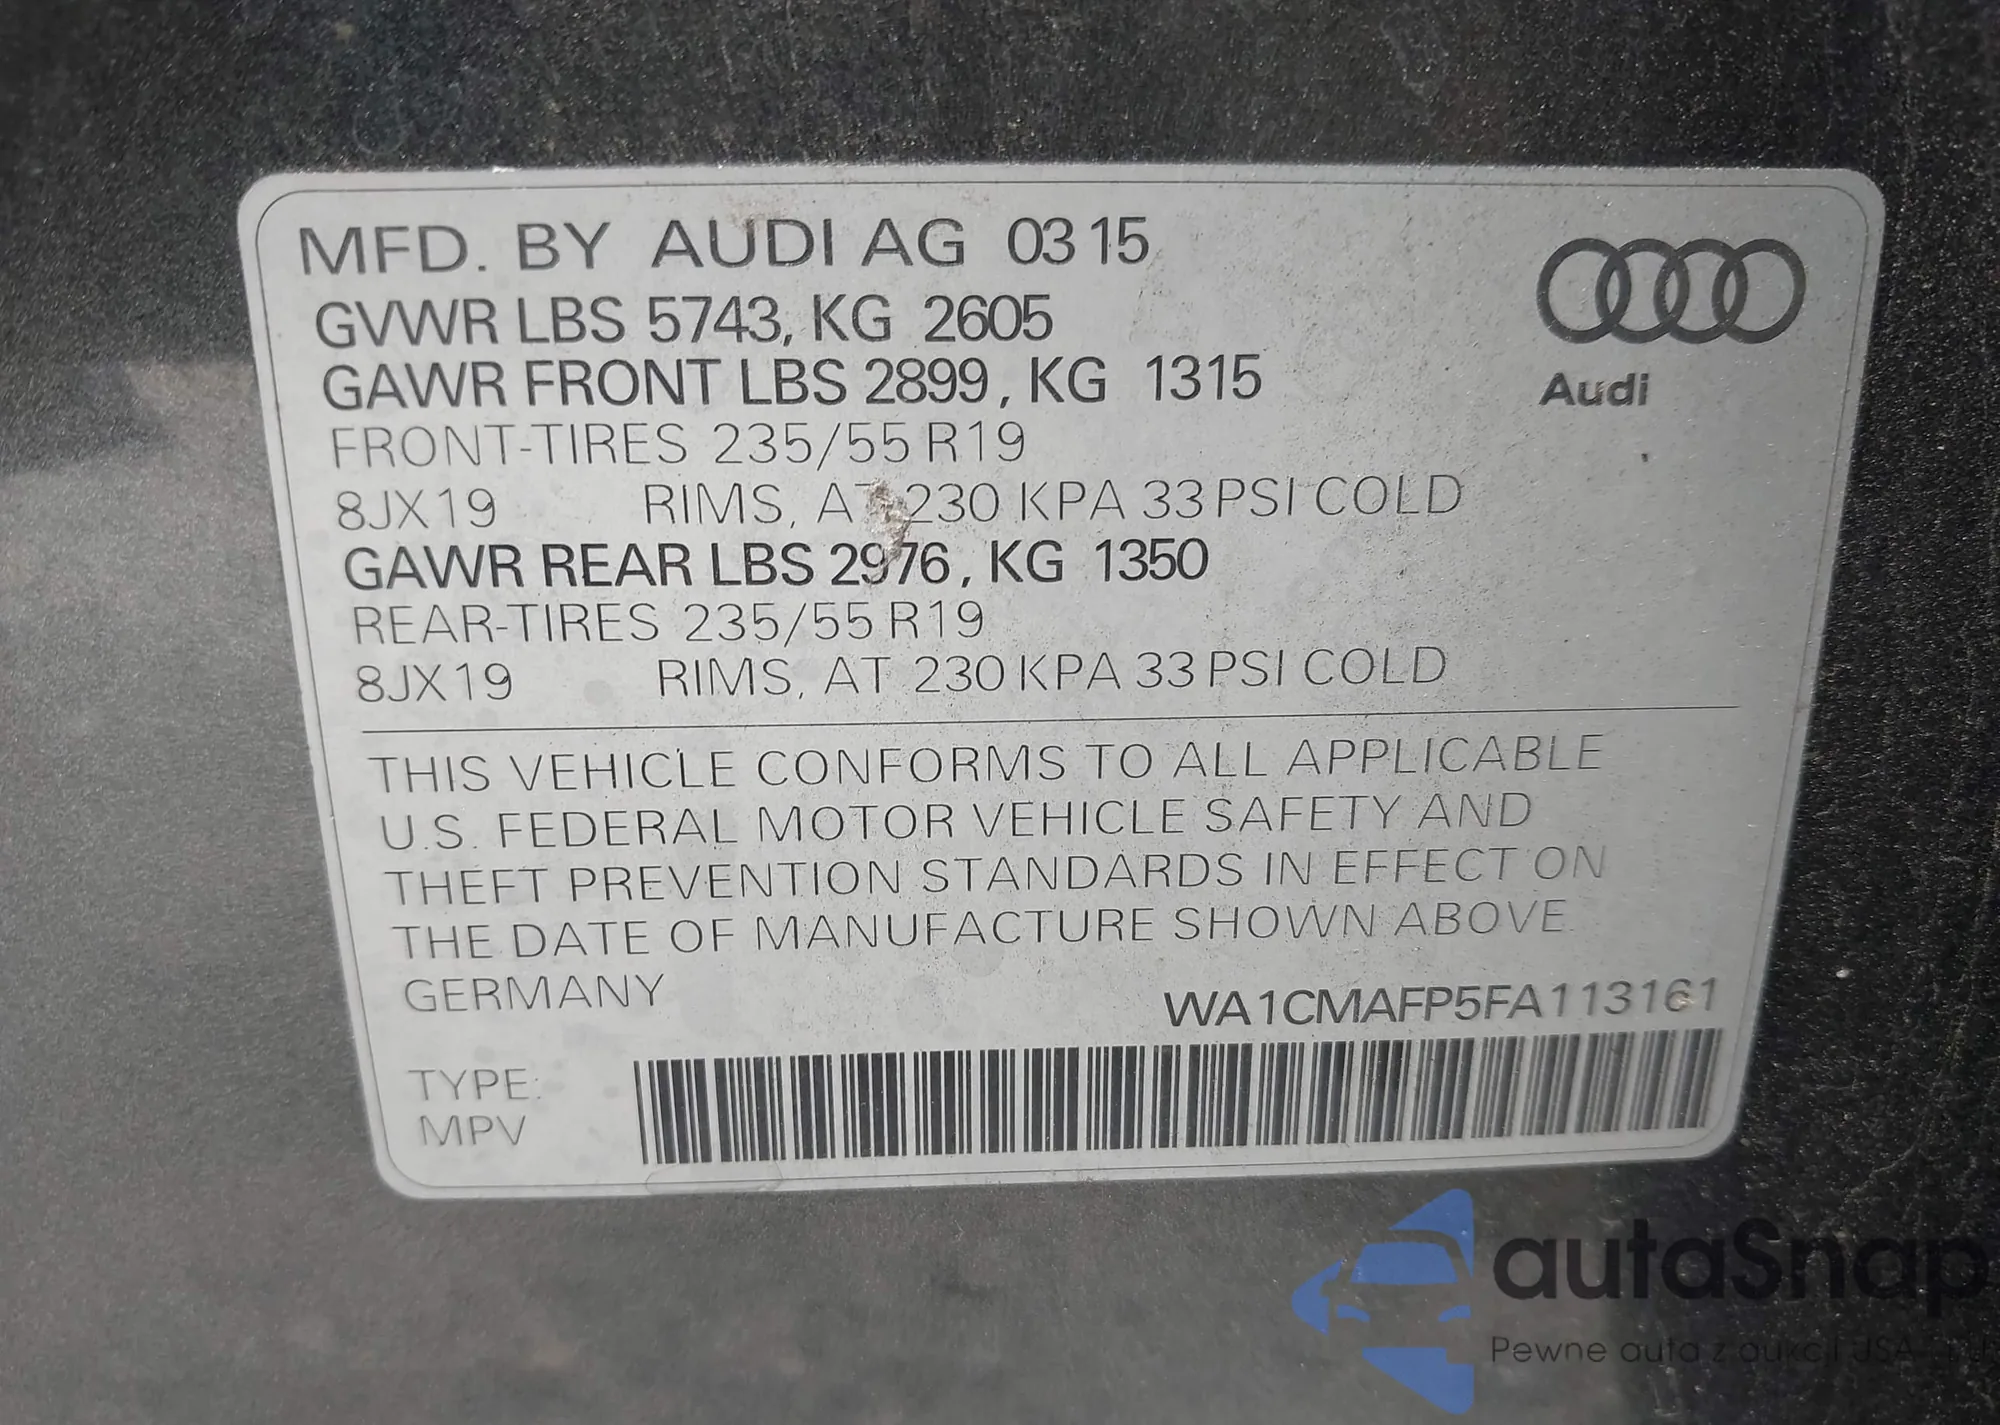 MFD. BY AUDI AG 03 15
GVWR LBS 5743, KG 2605
GAWR FRONT LBS 2899, KG 1315
FRONT-TIRES 235/55 R19
8JX19 RIMS, AT 230 KPA 33 PSI COLD
GAWR REAR LBS 2976, KG 1350
REAR-TIRES 235/55 R19
8JX19 RIMS, AT 230 KPA 33 PSI COLD
Audi
THIS VEHICLE CONFORMS TO ALL APPLICABLE
U.S. FEDERAL MOTOR VEHICLE SAFETY AND
THEFT PREVENTION STANDARDS IN EFFECT ON
THE DATE OF MANUFACTURE SHOWN ABOVE.
GERMANY
WA1CMAFP5FA113161
TYPE:
MPV
autaSnap
Pewne auta z aukcji USA